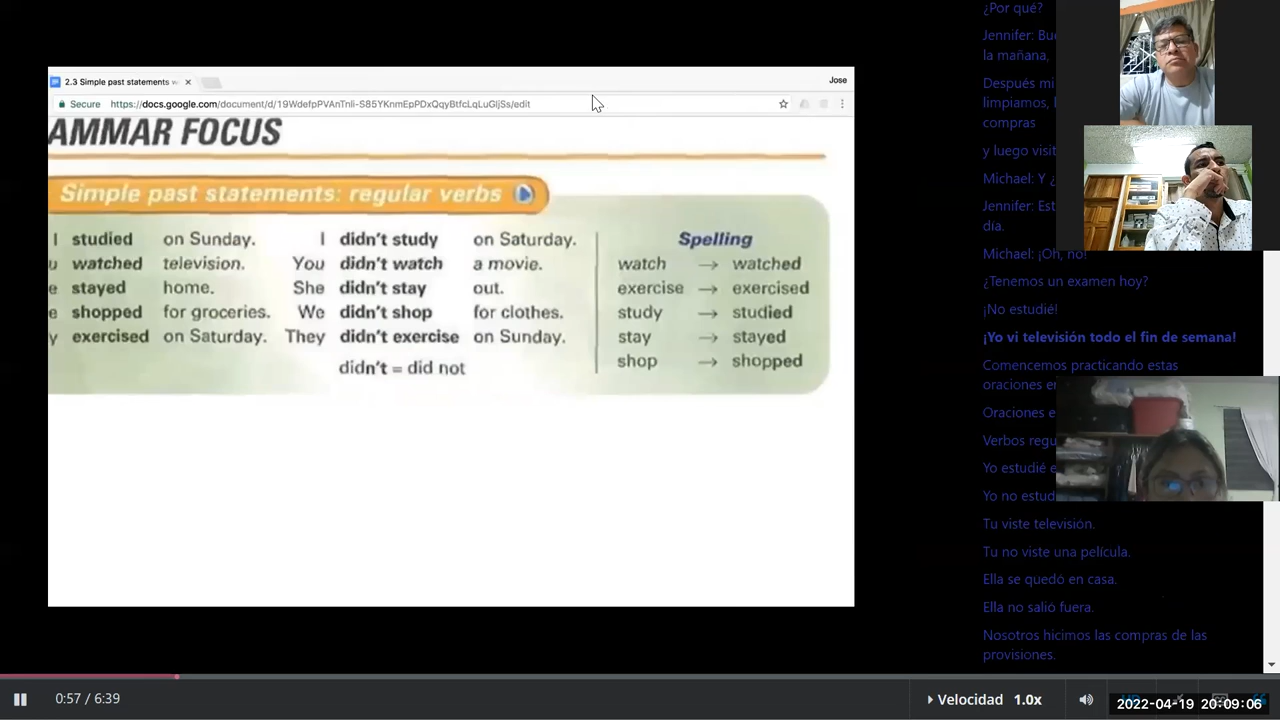 2.3 Simple past statements w
Jose
Secure https://docs.google.com/document/d/19WdefpPVAnTnli-S85YKnmEpPDxQqyBtfcLqLuGljSs/edit
AMMAR FOCUS
Simple past statements: regular verbs
I studied on Sunday. I didn't study on Saturday.
u watched television. You didn't watch a movie.
e stayed home. She didn't stay out.
e shopped for groceries. We didn't shop for clothes.
y exercised on Saturday. They didn't exercise on Sunday.
didn't = did not
Spelling
watch → watched
exercise → exercised
study → studied
stay → stayed
shop → shopped
¿Por qué?
Jennifer: Bu
la mañana,
Después mi
limpiamos,
compras
y luego visit
Michael: Y ¿
Jennifer: Est
día.
Michael: ¡Oh, no!
¿Tenemos un examen hoy?
¡No estudié!
¡Yo vi televisión todo el fin de semana!
Comencemos practicando estas
oraciones en
Oraciones e
Verbos regu
Yo estudié e
Yo no estud
Tu viste televisión.
Tu no viste una película.
Ella se quedó en casa.
Ella no salió fuera.
Nosotros hicimos las compras de las
provisiones.
0:57 / 6:39
Velocidad 1.0x
2022-04-19 20:09:06